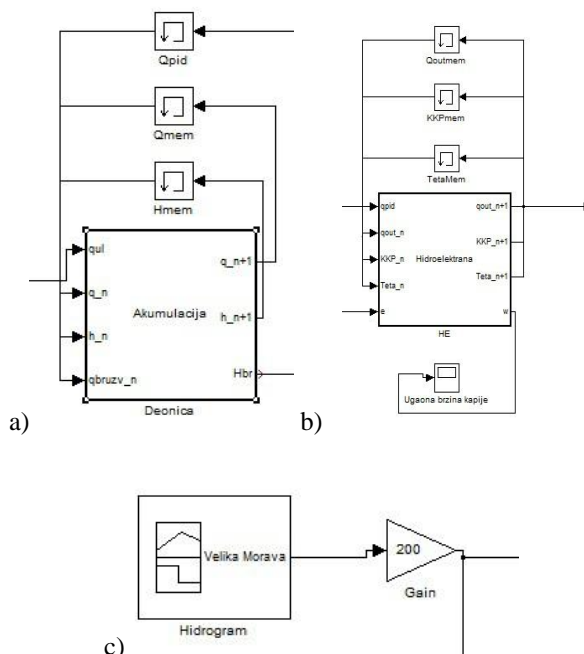 Qpid
Qmem
Hmem
qul
q_n
h_n
qbruzv_n
Akumulacija
q_n+1
h_n+1
Hbr
Deonica
a)
Qoutmem
KKPmem
TetaMem
qpid
qout_n
KKP_n
Teta_n
e
Hidroelektrana
qout_n+1
KKP_n+1
Teta_n+1
w
HE
Ugaona brzina kapije
b)
Velika Morava
Hidrogram
200
Gain
c)